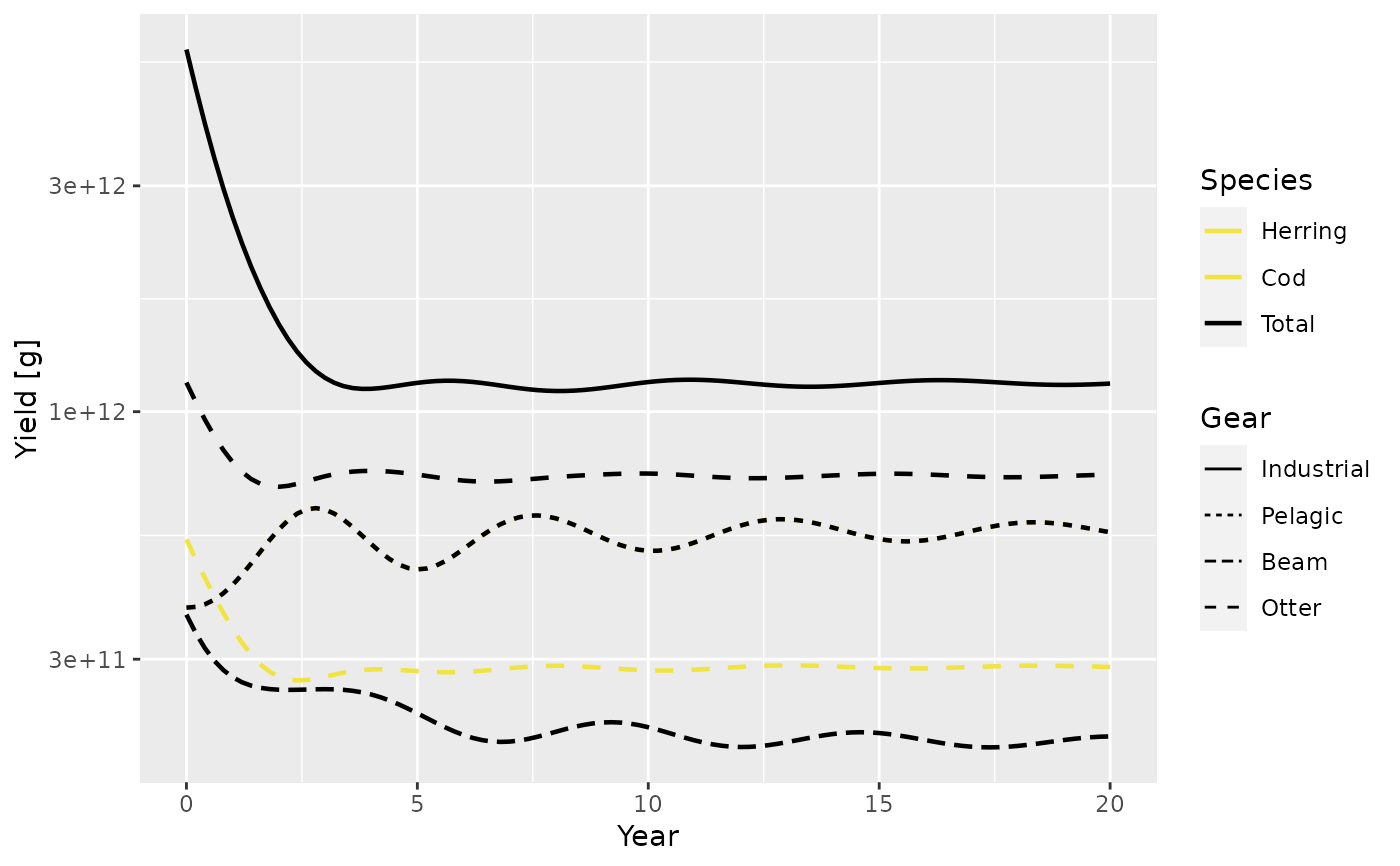 3e+12
1e+12
3e+11
Yield [g]
0 5 10 15 20
Year
Species
Herring
Cod
Total
Gear
Industrial
Pelagic
Beam
Otter